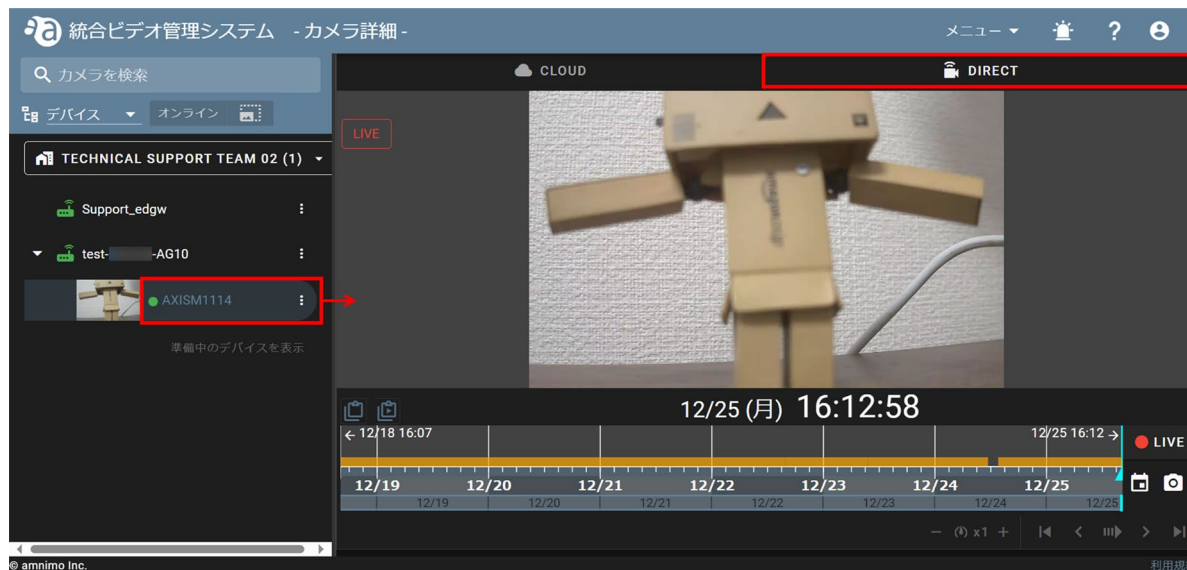 統合ビデオ管理システム - カメラ詳細 -
メニュー
?
カメラを検索
デバイス オンライン
TECHNICAL SUPPORT TEAM 02 (1)
Support_edgw
test- -AG10
AXISM1114
準備中のデバイスを表示
CLOUD
DIRECT
LIVE
amazon.co.jp
12/25 (月) 16:12:58
12/18 16:07
12/25 16:12
LIVE
12/19 12/20 12/21 12/22 12/23 12/24 12/25
12/19 12/20 12/21 12/22 12/23 12/24 12/25
− x1 +
© amnimo Inc.
利用規